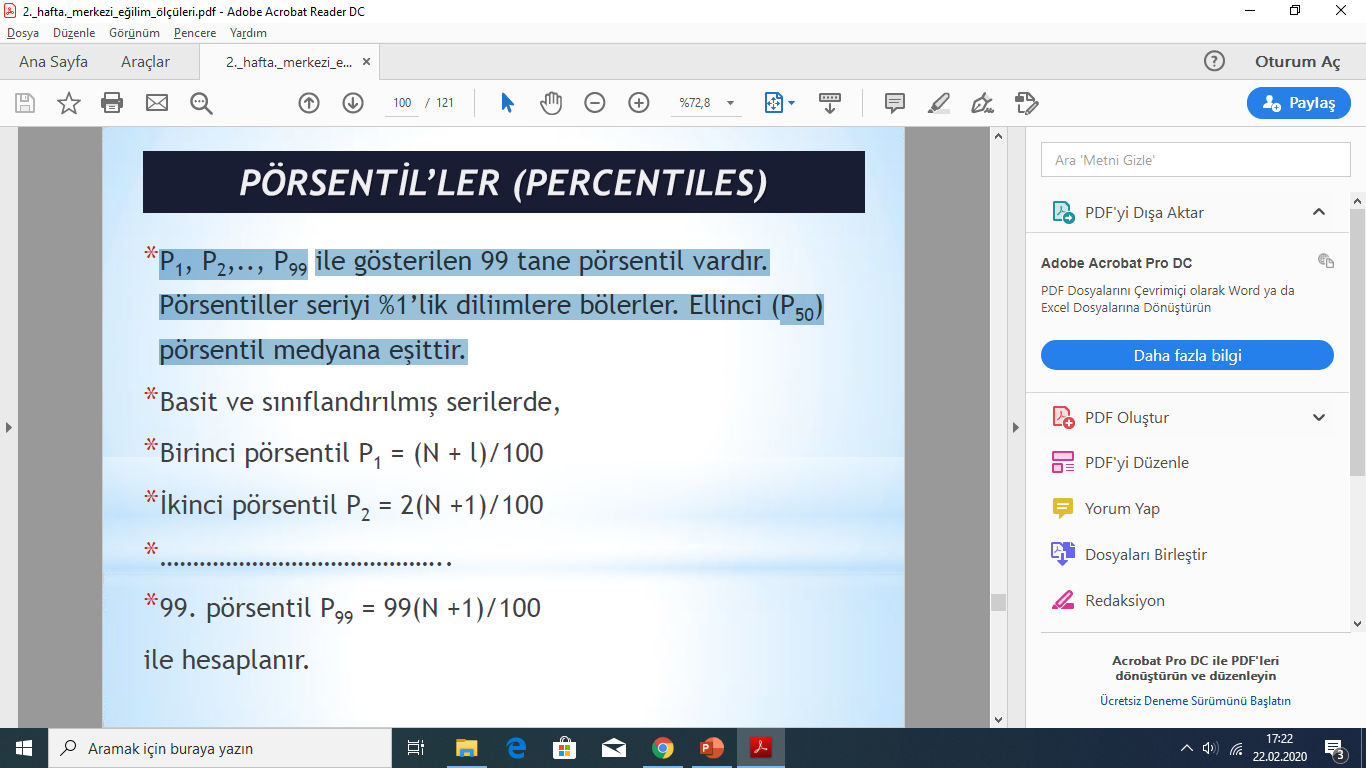 2._hafta._merkezi_eğilim_ölçüleri.pdf - Adobe Acrobat Reader DC
Dosya Düzenle Görünüm Pencere Yardım
Ana Sayfa Araçlar 2._hafta._merkezi_e... × Oturum Aç
100 / 121 %72,8 Paylaş
PÖRSENTİL’LER (PERCENTILES)
*P1, P2,.., P99 ile gösterilen 99 tane pörsentil vardır.
Pörsentiller seriyi %1’lik diliımlere bölerler. Ellinci (P50)
pörsentil medyana eşittir.
*Basit ve sınıflandırılmış serilerde,
*Birinci pörsentil P1 = (N + l)/100
*İkinci pörsentil P2 = 2(N +1)/100
*……………………………………..
*99. pörsentil P99 = 99(N +1)/100
ile hesaplanır.
Ara 'Metni Gizle'
PDF'yi Dışa Aktar
Adobe Acrobat Pro DC
PDF Dosyalarını Çevrimiçi olarak Word ya da
Excel Dosyalarına Dönüştürün
Daha fazla bilgi
PDF Oluştur
PDF'yi Düzenle
Yorum Yap
Dosyaları Birleştir
Redaksiyon
Acrobat Pro DC ile PDF'leri
dönüştürün ve düzenleyin
Ücretsiz Deneme Sürümünü Başlatın
Aramak için buraya yazın
17:22
22.02.2020
3